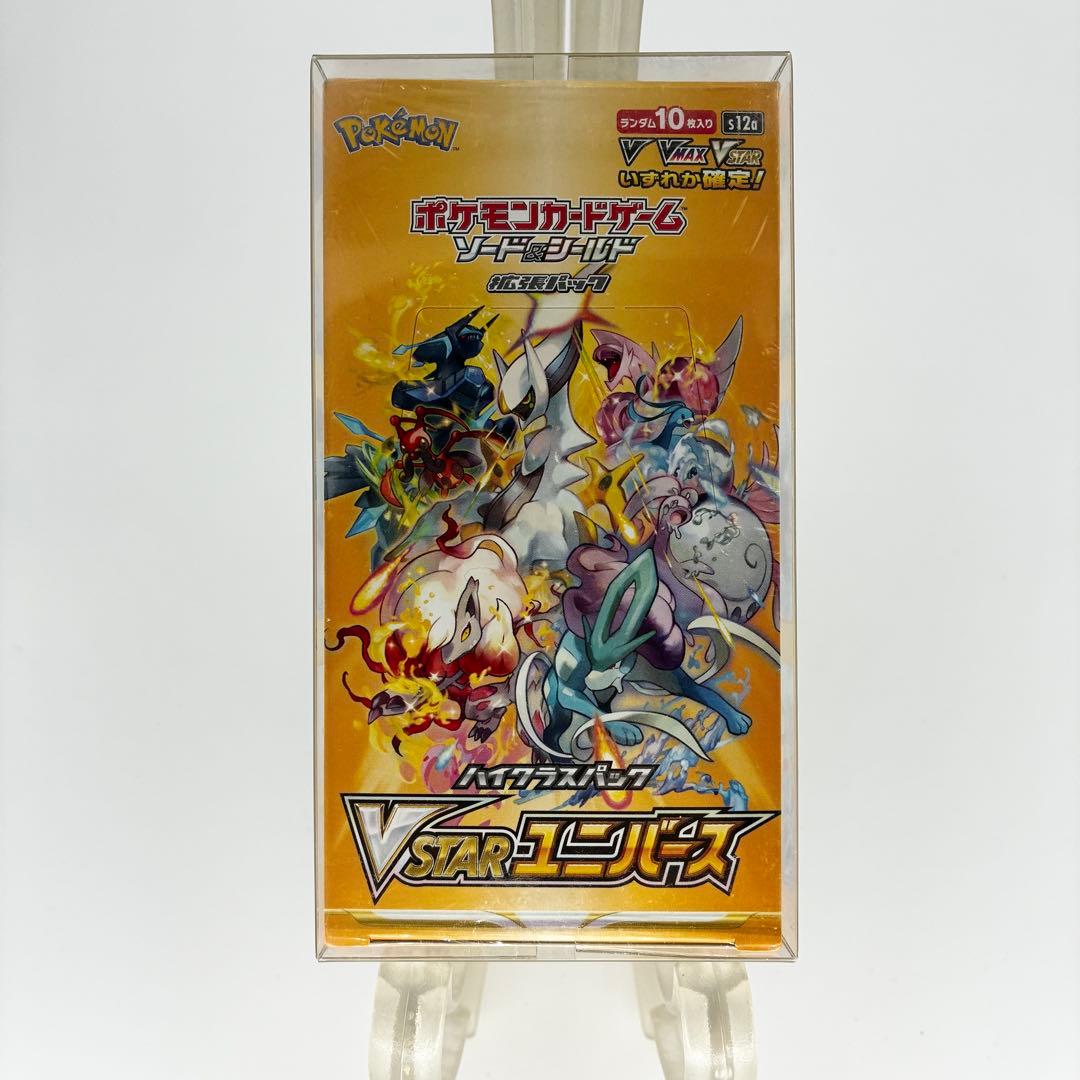 POKéMON
ランダム10枚入り s12a
V VMAX VSTAR
いずれか確定!
ポケモンカードゲーム
ソード&シールド
拡張パック
ハイクラスパック
VSTARユニバース